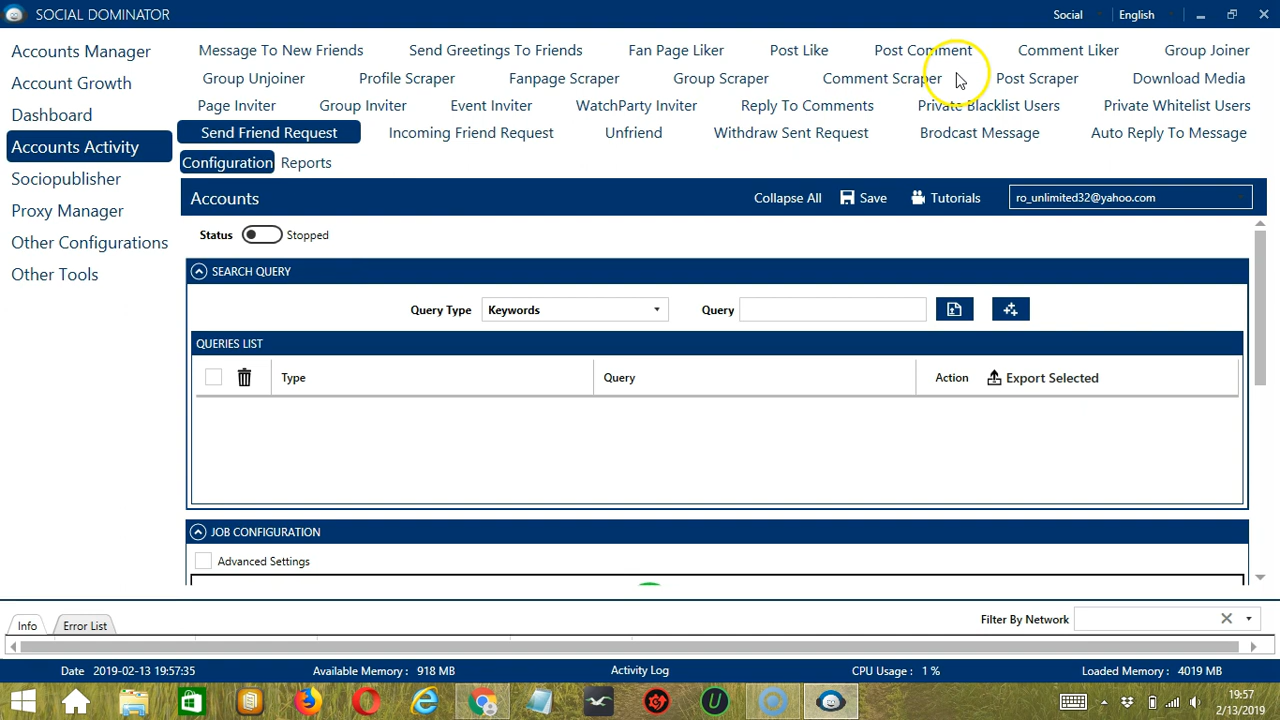 SOCIAL DOMINATOR Social English
Accounts Manager
Account Growth
Dashboard
Accounts Activity
Sociopublisher
Proxy Manager
Other Configurations
Other Tools
Message To New Friends Send Greetings To Friends Fan Page Liker Post Like Post Comment Comment Liker Group Joiner
Group Unjoiner Profile Scraper Fanpage Scraper Group Scraper Comment Scraper Post Scraper Download Media
Page Inviter Group Inviter Event Inviter WatchParty Inviter Reply To Comments Private Blacklist Users Private Whitelist Users
Send Friend Request Incoming Friend Request Unfriend Withdraw Sent Request Brodcast Message Auto Reply To Message
Configuration Reports
Accounts Collapse All Save Tutorials ro_unlimited32@yahoo.com
Status Stopped
SEARCH QUERY
Query Type Keywords Query
QUERIES LIST
Type Query Action Export Selected
JOB CONFIGURATION
Advanced Settings
Info Error List Filter By Network
Date 2019-02-13 19:57:35 Available Memory : 918 MB Activity Log CPU Usage : 1 % Loaded Memory : 4019 MB
19:57
2/13/2019